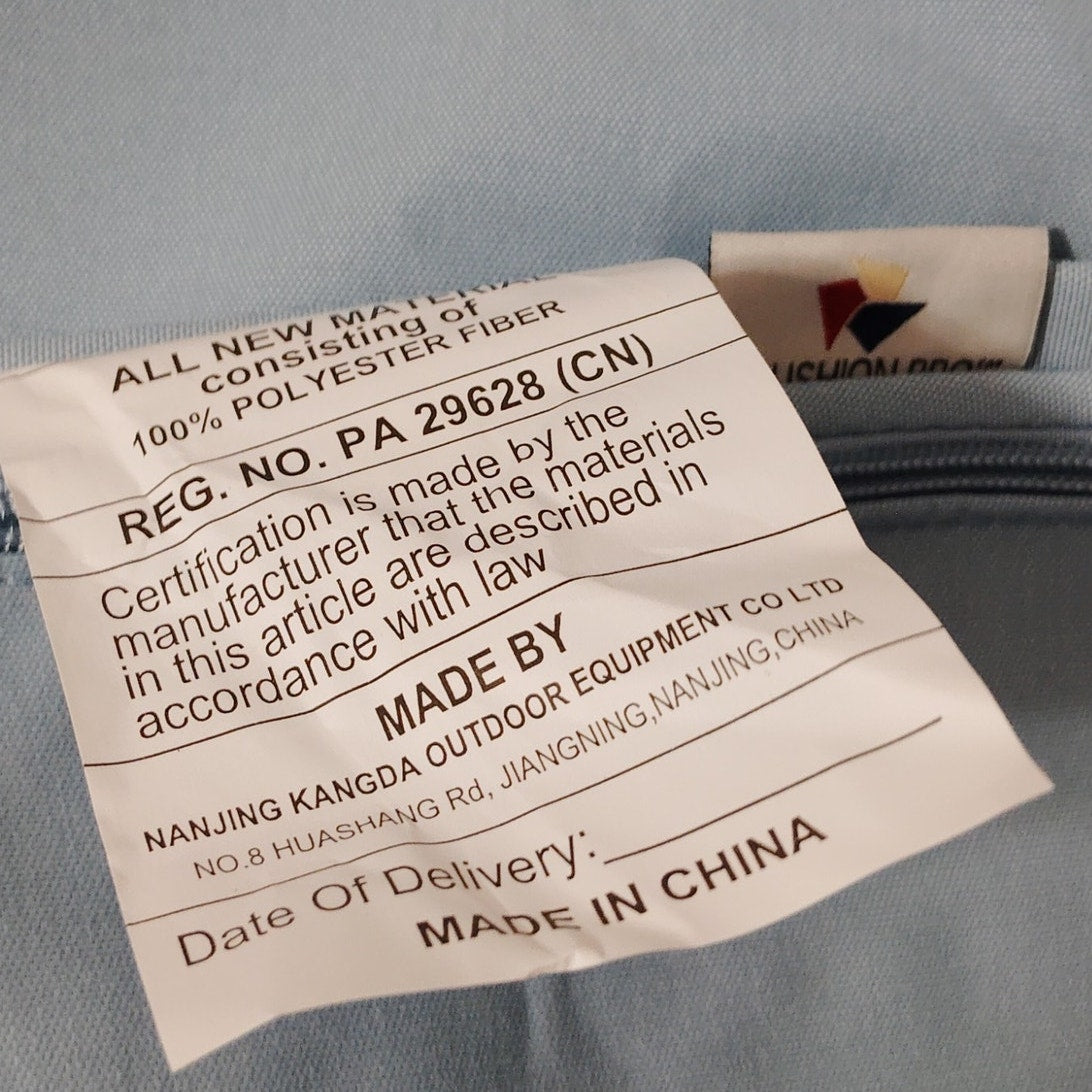 ALL NEW MATERIAL
consisting of
100% POLYESTER FIBER
REG. NO. PA 29628 (CN)
Certification is made by the
manufacturer that the materials
in this article are described in
accordance with law
MADE BY
NANJING KANGDA OUTDOOR EQUIPMENT CO LTD
NO.8 HUASHANG Rd, JIANGNING,NANJING,CHINA
Date Of Delivery:
MADE IN CHINA